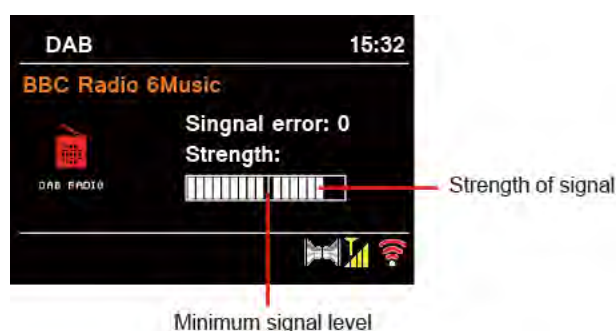 DAB 15:32
BBC Radio 6Music
Singnal error: 0
Strength:
DAB RADIO
Strength of signal
Minimum signal level